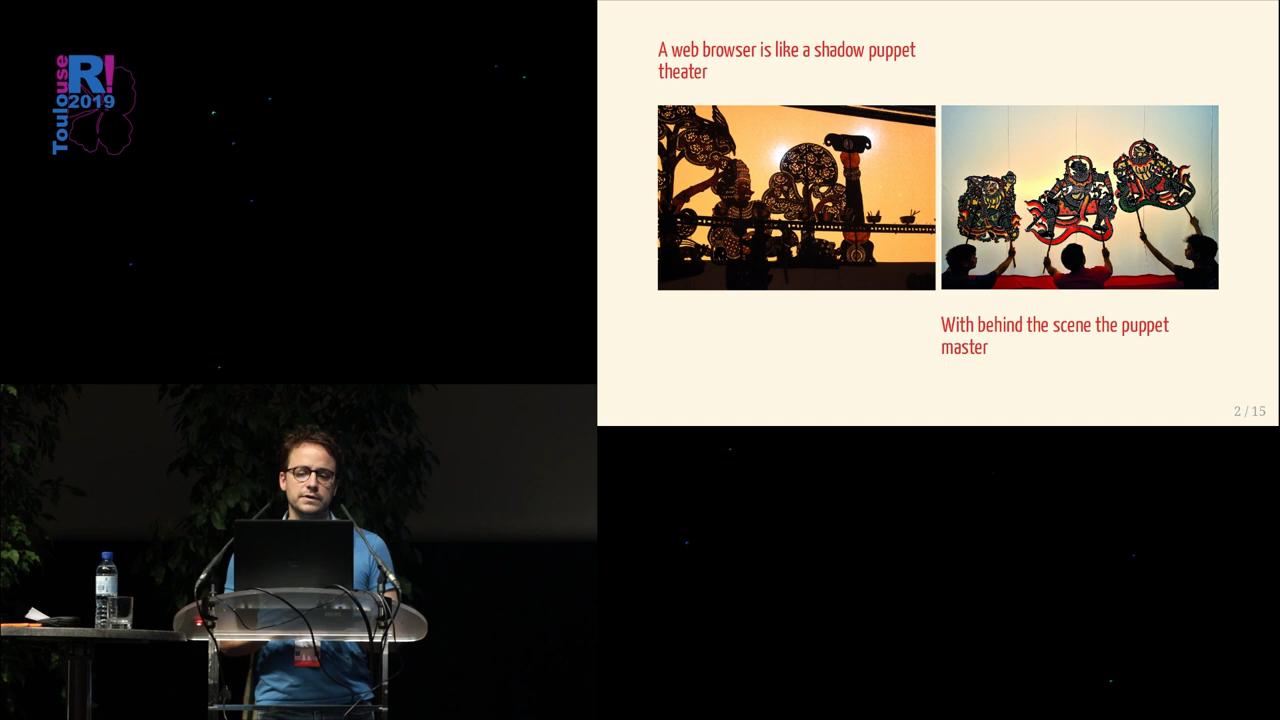 Toulouse
R!
2019
A web browser is like a shadow puppet
theater
With behind the scene the puppet
master
2 / 15